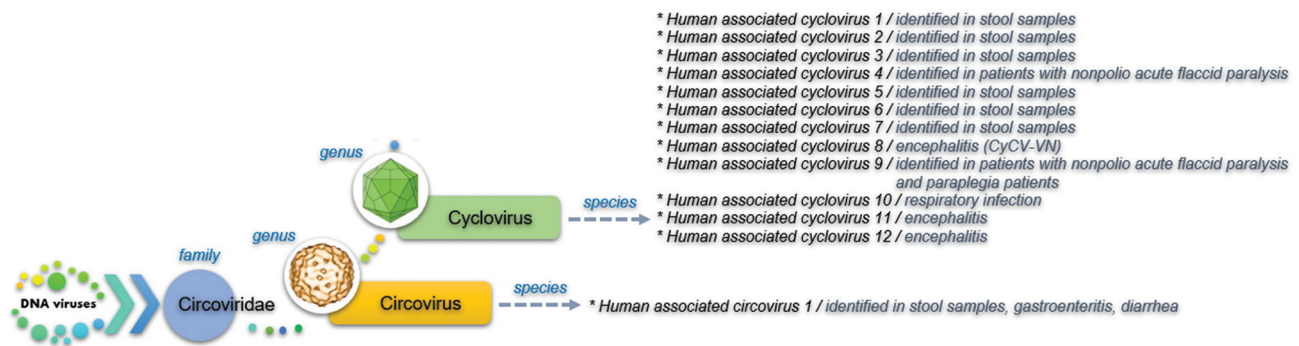 * Human associated cyclovirus 1 / identified in stool samples
* Human associated cyclovirus 2 / identified in stool samples
* Human associated cyclovirus 3 / identified in stool samples
* Human associated cyclovirus 4 / identified in patients with nonpolio acute flaccid paralysis
* Human associated cyclovirus 5 / identified in stool samples
* Human associated cyclovirus 6 / identified in stool samples
* Human associated cyclovirus 7 / identified in stool samples
* Human associated cyclovirus 8 / encephalitis (CyCV-VN)
* Human associated cyclovirus 9 / identified in patients with nonpolio acute flaccid paralysis
and paraplegia patients
* Human associated cyclovirus 10 / respiratory infection
* Human associated cyclovirus 11 / encephalitis
* Human associated cyclovirus 12 / encephalitis
genus
Cyclovirus
species
genus
family
DNA viruses
Circoviridae
Circovirus
species
* Human associated circovirus 1 / identified in stool samples, gastroenteritis, diarrhea